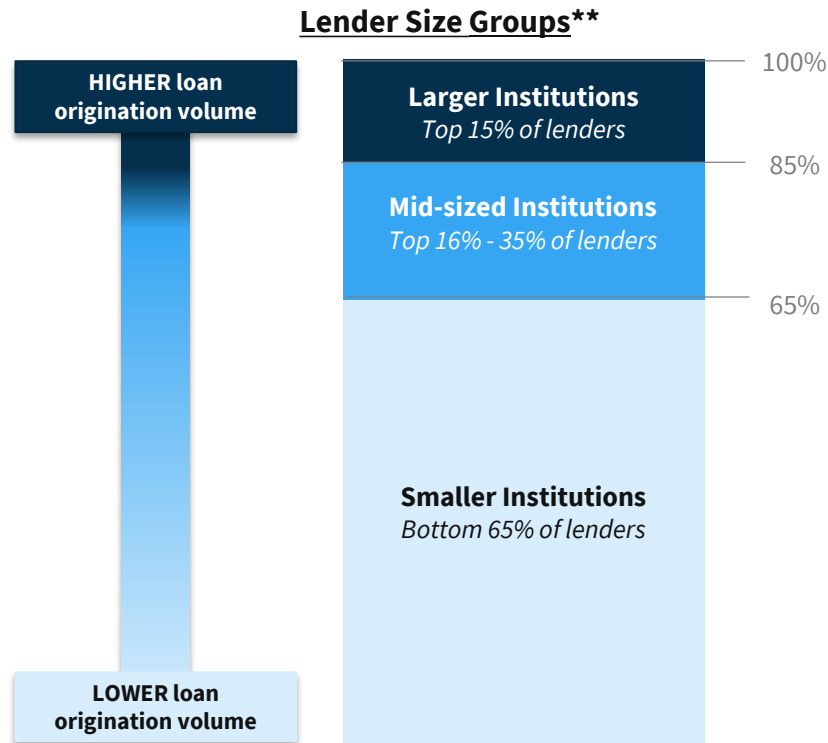 Lender Size Groups**
HIGHER loan
origination volume
LOWER loan
origination volume
Larger Institutions
Top 15% of lenders
Mid-sized Institutions
Top 16% - 35% of lenders
Smaller Institutions
Bottom 65% of lenders
100%
85%
65%